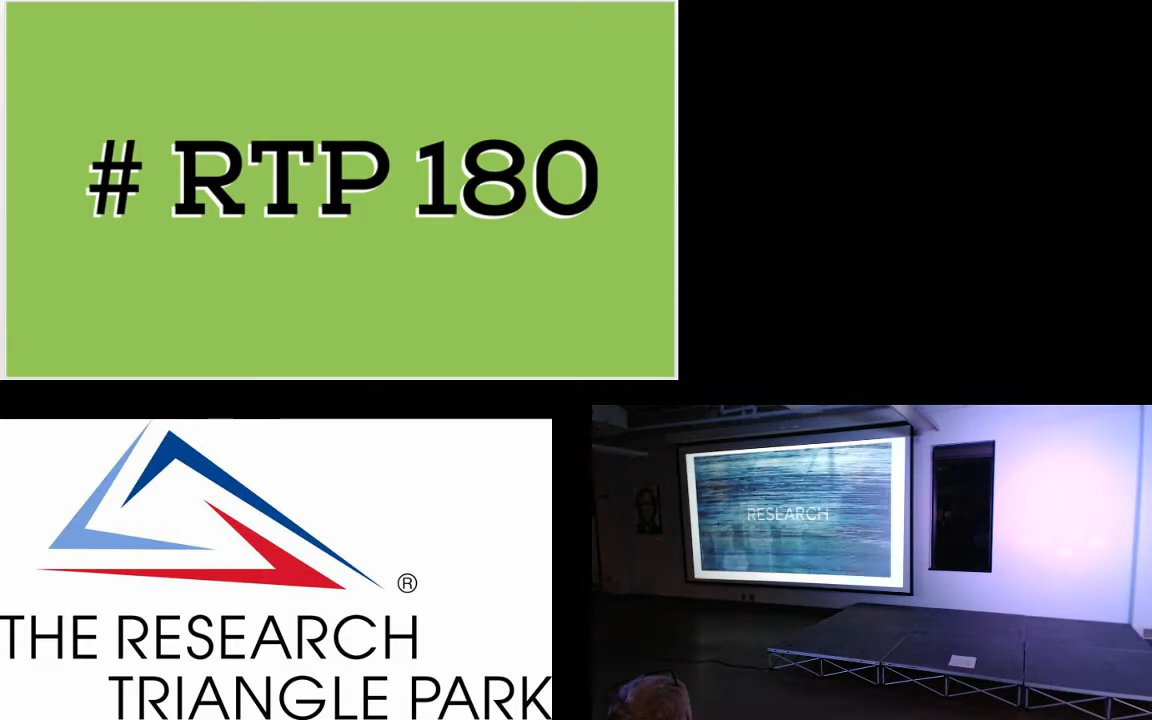 # RTP 180
®
THE RESEARCH
TRIANGLE PARK
RESEARCH